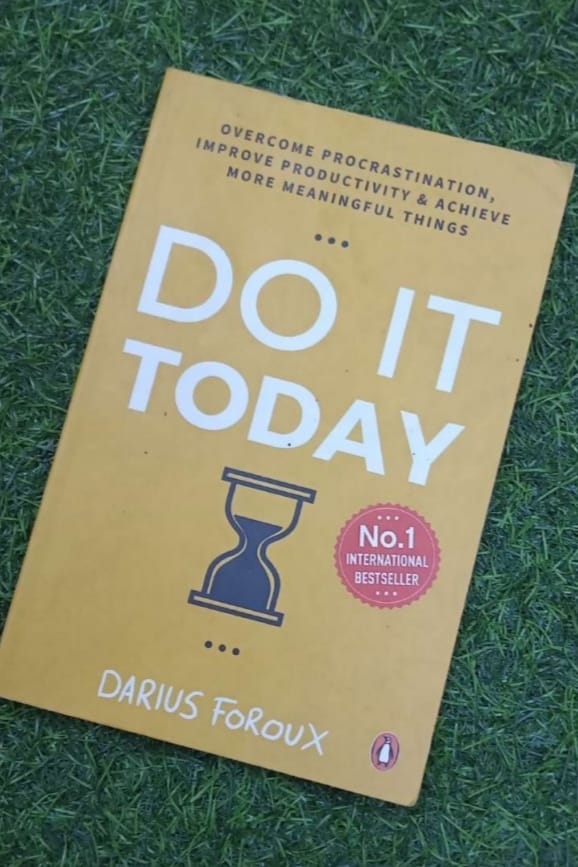 OVERCOME PROCRASTINATION,
IMPROVE PRODUCTIVITY & ACHIEVE
MORE MEANINGFUL THINGS
DO IT
TODAY
No.1
INTERNATIONAL
BESTSELLER
DARIUS FOROUX